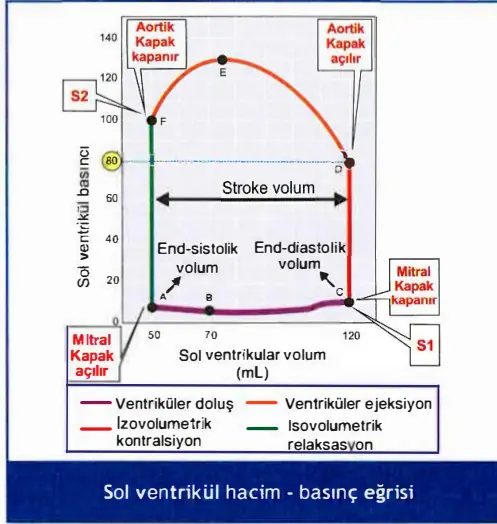 Aortik
Kapak
kapanır
Aortik
Kapak
açılır
S2
140
120
100
80
60
40
20
0
Sol ventrikül basıncı
E
F
D
Stroke volum
End-sistolik
volum
End-diastolik
volum
A
B
C
Mitral
Kapak
kapanır
S1
Mitral
Kapak
açılır
50 70 120
Sol ventrikular volum
(mL)
Ventriküler doluş
Ventriküler ejeksiyon
İzovolumetrik
kontralsiyon
Isovolumetrik
relaksasyon
Sol ventrikül hacim - basınç eğrisi